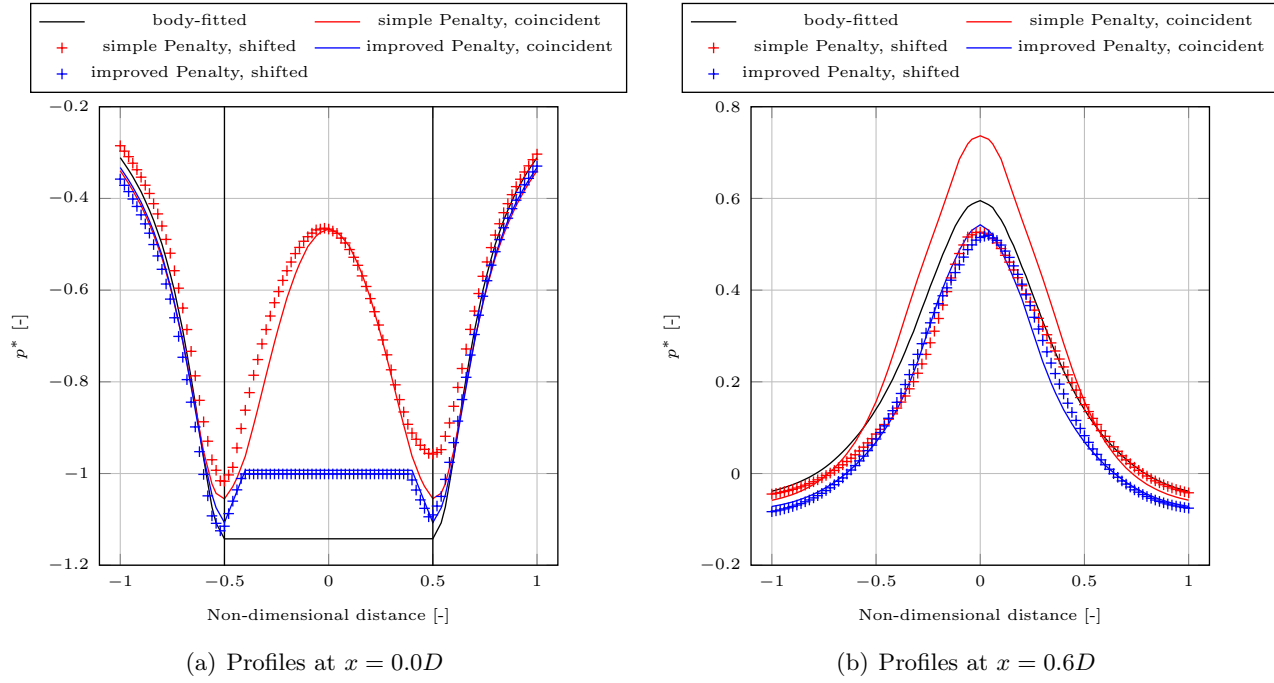 body-fitted
simple Penalty, coincident
simple Penalty, shifted
improved Penalty, coincident
improved Penalty, shifted
−0.2
−0.4
−0.6
−0.8
−1
−1.2
p* [-]
−1
−0.5
0
0.5
1
Non-dimensional distance [-]
(a) Profiles at x = 0.0D
body-fitted
simple Penalty, coincident
simple Penalty, shifted
improved Penalty, coincident
improved Penalty, shifted
0.8
0.6
0.4
0.2
0
−0.2
p* [-]
−1
−0.5
0
0.5
1
Non-dimensional distance [-]
(b) Profiles at x = 0.6D